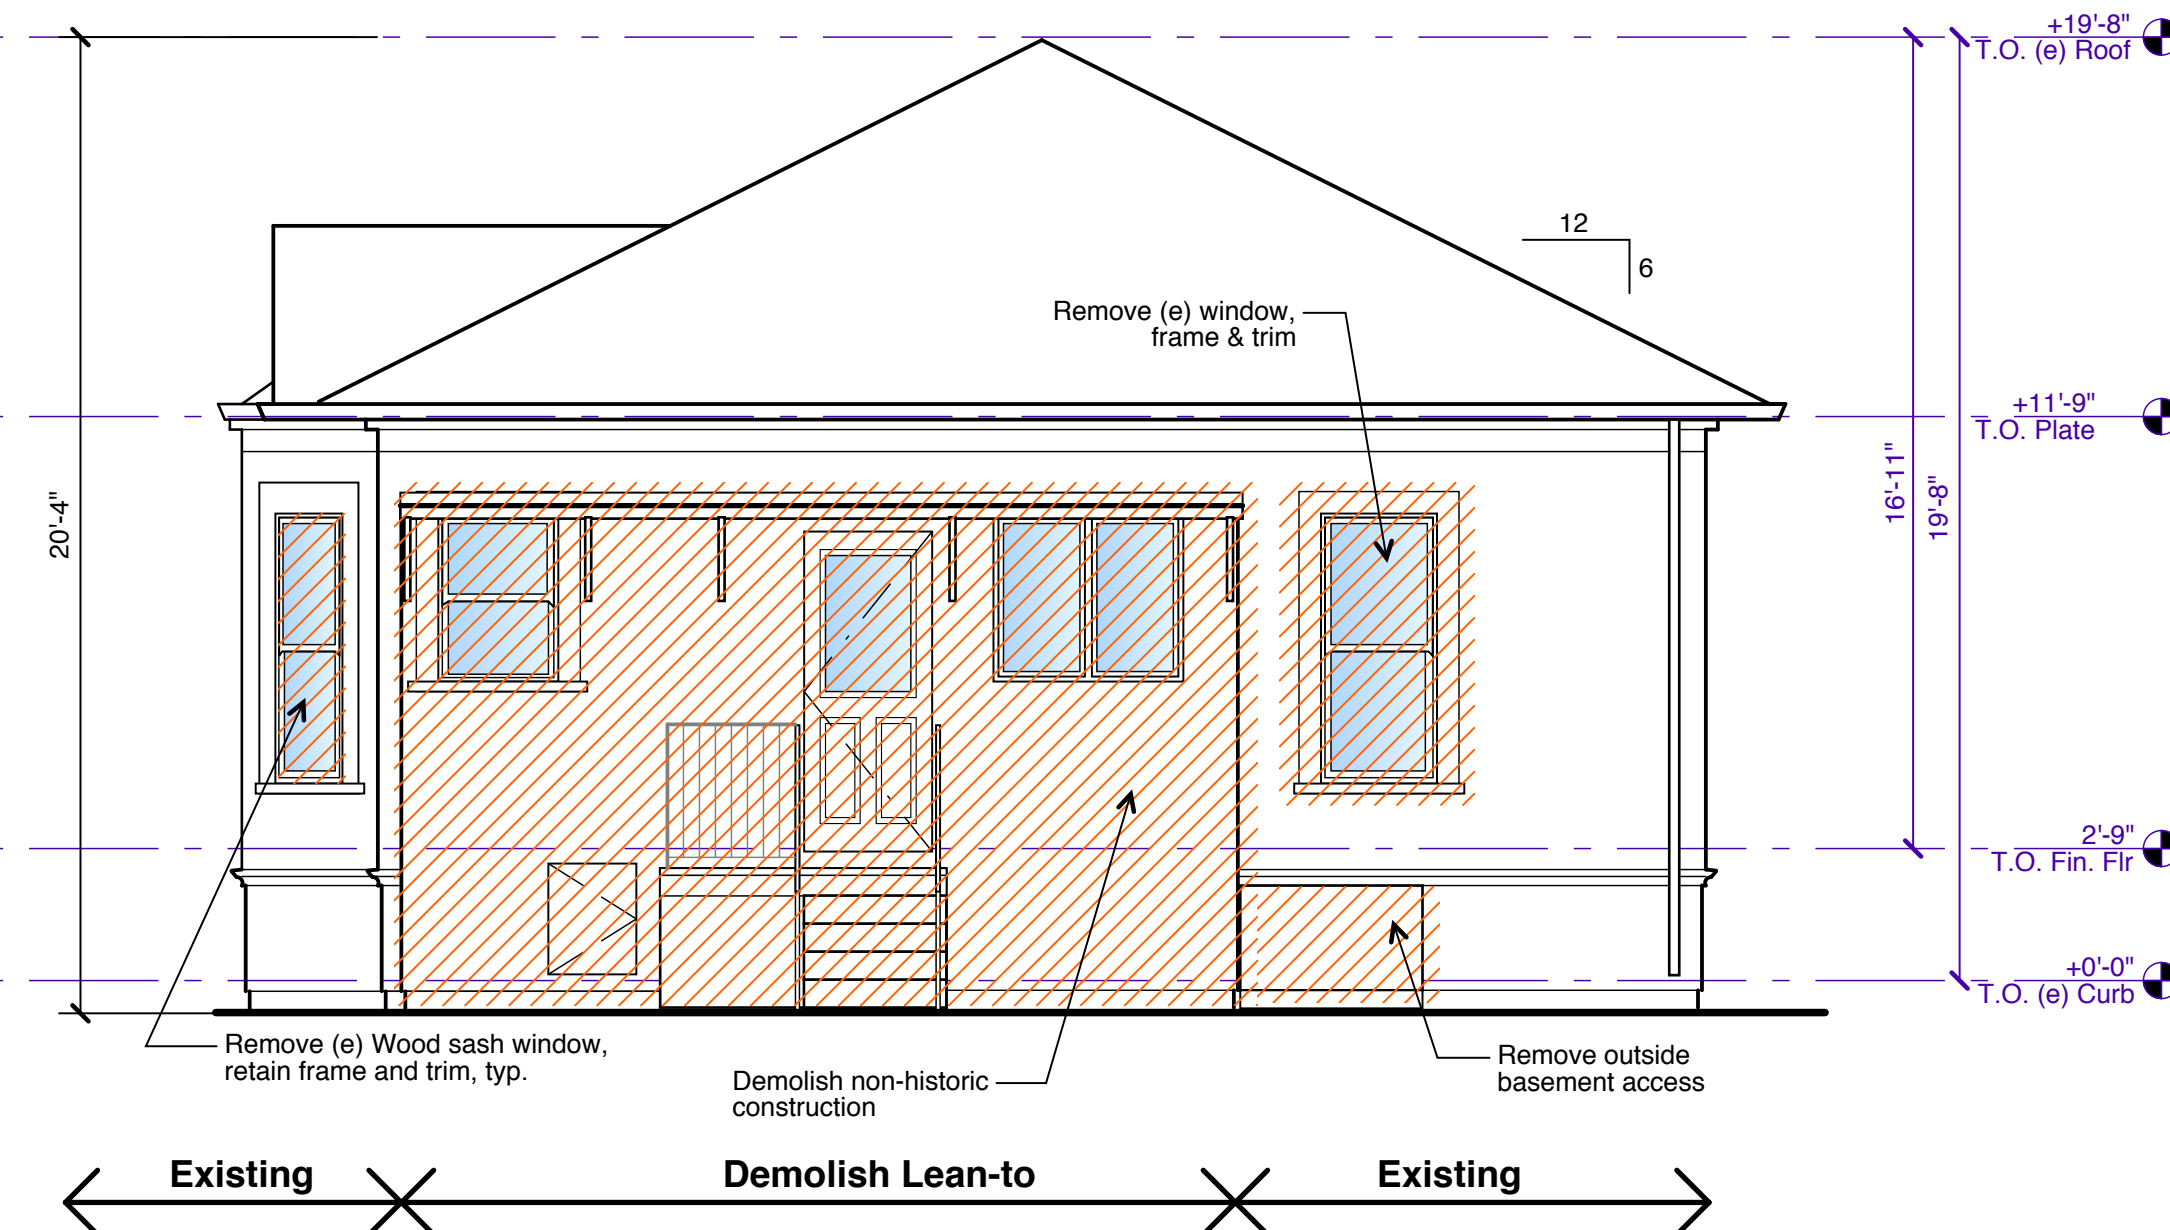 +19'-8"
T.O. (e) Roof
12
6
Remove (e) window,
frame & trim
+11'-9"
T.O. Plate
20'-4"
16'-11"
19'-8"
2'-9"
T.O. Fin. Flr
+0'-0"
T.O. (e) Curb
Remove (e) Wood sash window,
retain frame and trim, typ.
Demolish non-historic
construction
Remove outside
basement access
Existing
Demolish Lean-to
Existing